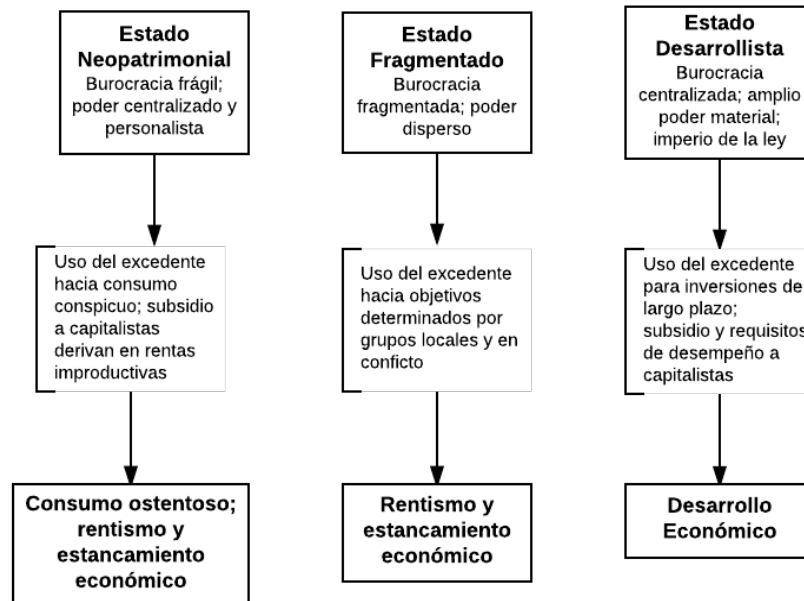 Estado
Neopatrimonial
Burocracia frágil;
poder centralizado y
personalista
Estado
Fragmentado
Burocracia
fragmentada; poder
disperso
Estado
Desarrollista
Burocracia
centralizada; amplio
poder material;
imperio de la ley
Uso del excedente
hacia consumo
conspicuo; subsidio
a capitalistas
derivan en rentas
improductivas
Uso del excedente
hacia objetivos
determinados por
grupos locales y en
conficto
Uso del excedente
para inversiones de
largo plazo;
subsidio y requisitos
de desempeño a
capitalistas
Consumo ostentoso;
rentismo y
estancamiento
económico
Rentismo y
estancamiento
económico
Desarrollo
Económico